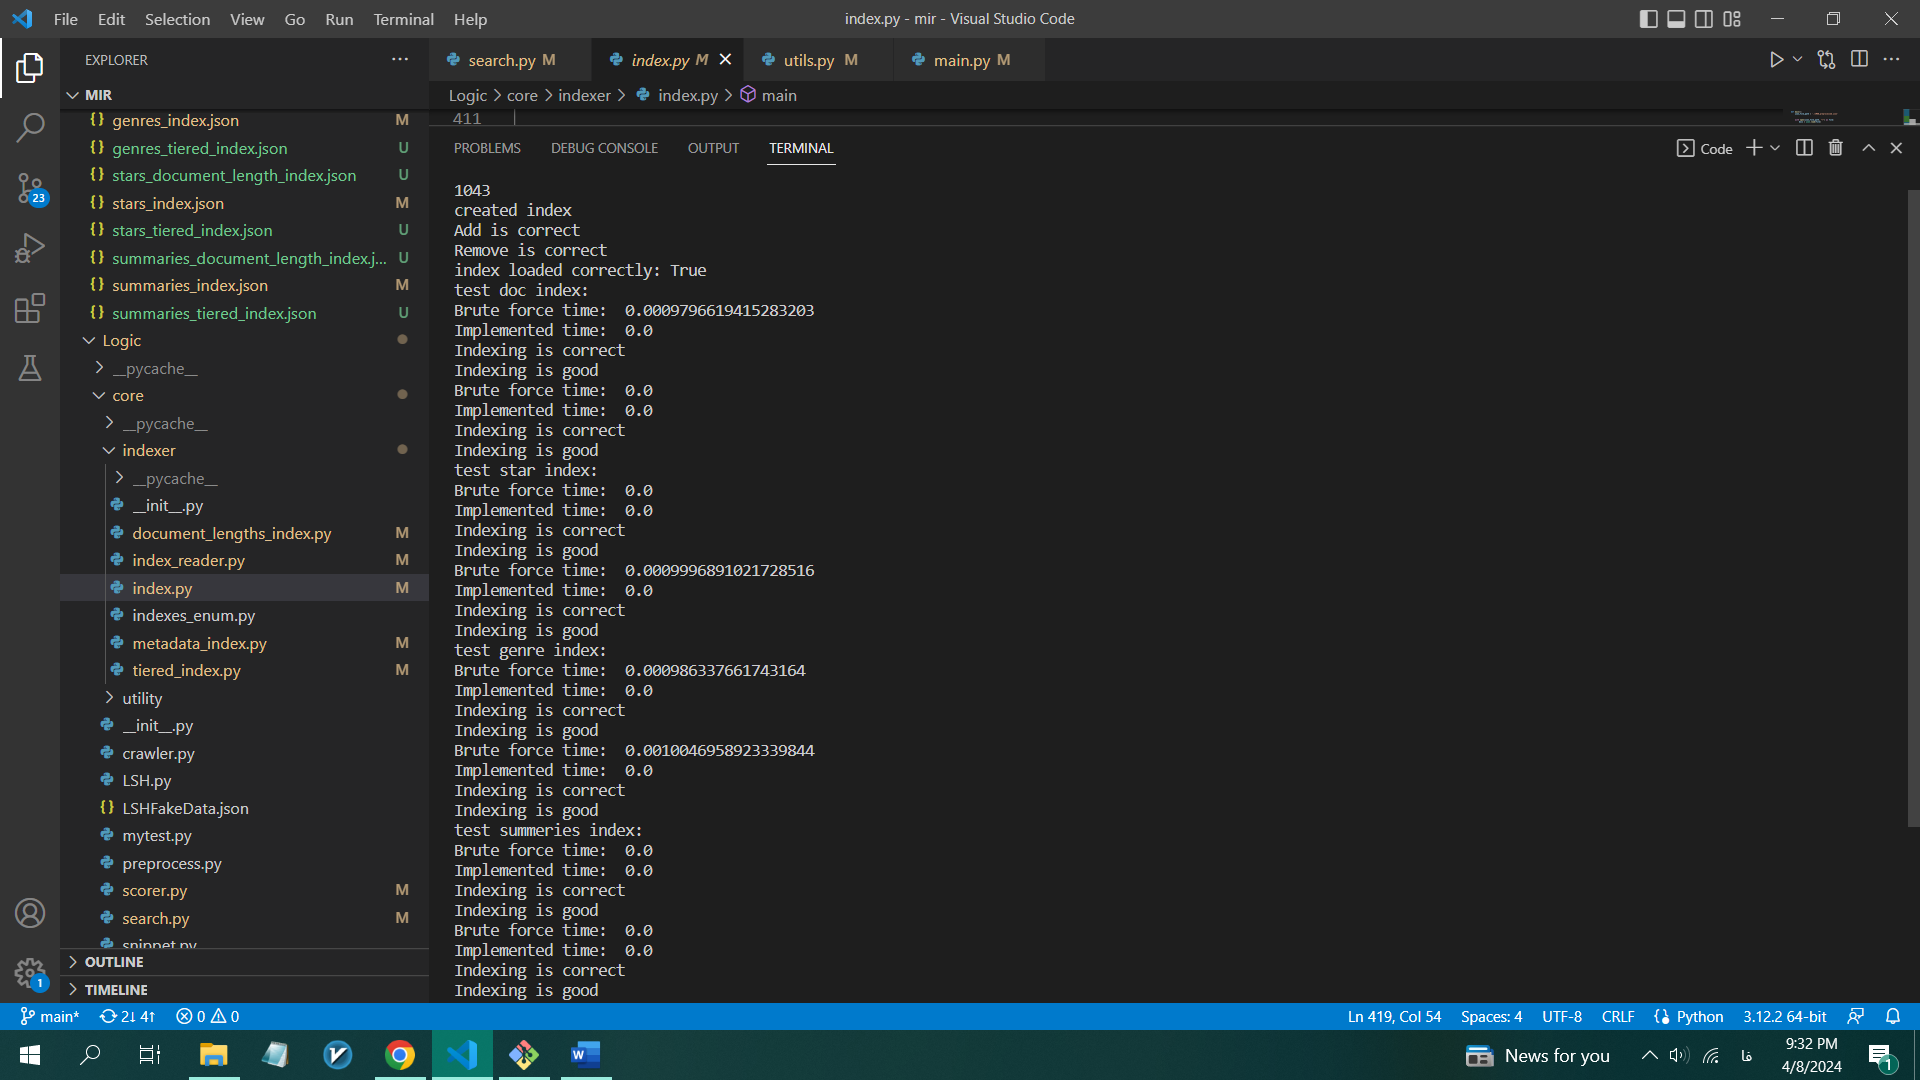 File Edit Selection View Go Run Terminal Help
index.py - mir - Visual Studio Code
EXPLORER
MIR
genres_index.json M
genres_tiered_index.json U
stars_document_length_index.json U
stars_index.json M
stars_tiered_index.json U
summaries_document_length_index.j... U
summaries_index.json M
summaries_tiered_index.json U
Logic
__pycache__
core
__pycache__
indexer
__pycache__
__init__.py
document_lengths_index.py M
index_reader.py M
index.py M
indexes_enum.py
metadata_index.py M
tiered_index.py M
utility
__init__.py
crawler.py
LSH.py
LSHFakeData.json
mytest.py
preprocess.py
scorer.py M
search.py M
snippet.py
OUTLINE
TIMELINE
23
1
search.py M index.py M utils.py M main.py M
Logic > core > indexer > index.py > main
411
PROBLEMS DEBUG CONSOLE OUTPUT TERMINAL
Code
1043
created index
Add is correct
Remove is correct
index loaded correctly: True
test doc index:
Brute force time:  0.0009796619415283203
Implemented time:  0.0
Indexing is correct
Indexing is good
Brute force time:  0.0
Implemented time:  0.0
Indexing is correct
Indexing is good
test star index:
Brute force time:  0.0
Implemented time:  0.0
Indexing is correct
Indexing is good
Brute force time:  0.0009996891021728516
Implemented time:  0.0
Indexing is correct
Indexing is good
test genre index:
Brute force time:  0.000986337661743164
Implemented time:  0.0
Indexing is correct
Indexing is good
Brute force time:  0.0010046958923339844
Implemented time:  0.0
Indexing is correct
Indexing is good
test summeries index:
Brute force time:  0.0
Implemented time:  0.0
Indexing is correct
Indexing is good
Brute force time:  0.0
Implemented time:  0.0
Indexing is correct
Indexing is good
main* 2↓ 4↑ 0 0
Ln 419, Col 54 Spaces: 4 UTF-8 CRLF Python 3.12.2 64-bit
News for you
فا
9:32 PM
4/8/2024
1